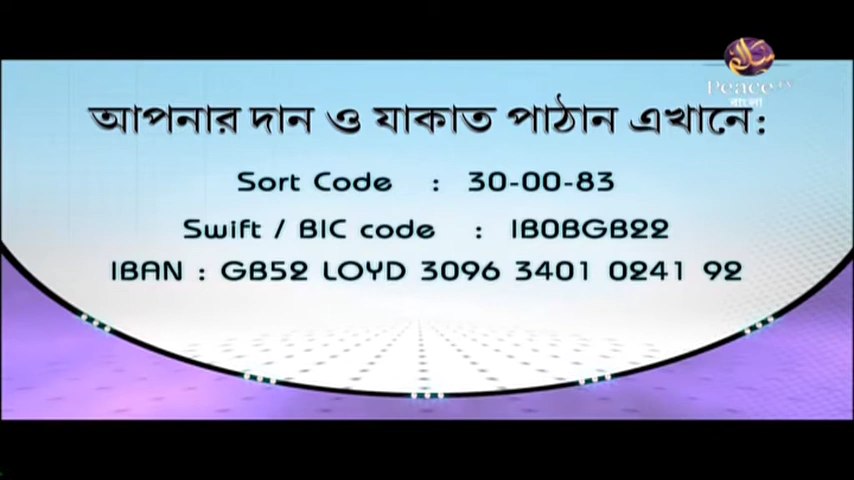 Peace TV
বাংলা
আপনার দান ও যাকাত পাঠান এখানে:
Sort Code : 30-00-83
Swift / BIC code : IBOBGB22
IBAN : GB52 LOYD 3096 3401 0241 92